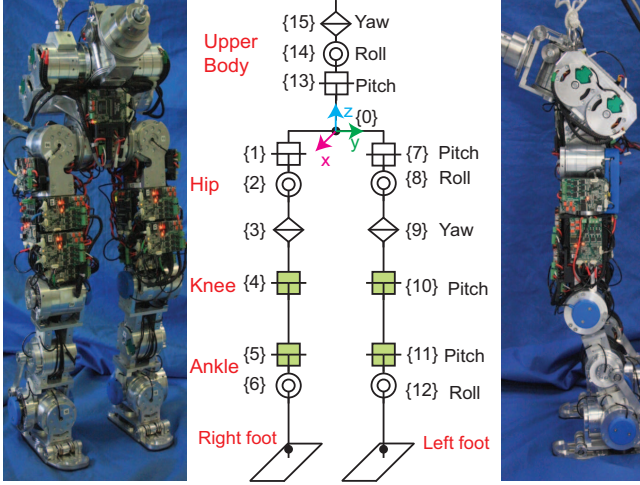 {15} Yaw
Upper Body {14} Roll
{13} Pitch
z {0}
x y
{1} {7} Pitch
Hip {2} {8} Roll
{3} {9} Yaw
Knee {4} {10} Pitch
Ankle {5} {11} Pitch
{6} {12} Roll
Right foot Left foot